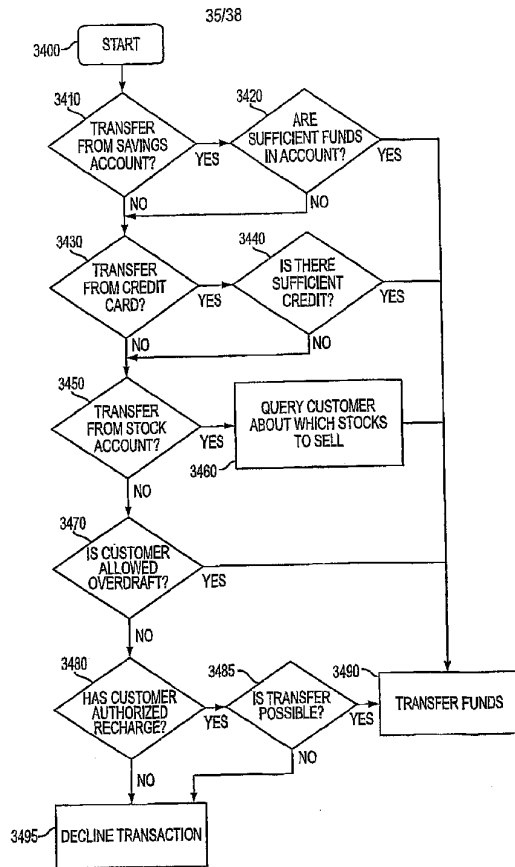 35/38
3400
START
3410
TRANSFER
FROM SAVINGS
ACCOUNT?
YES
NO
3420
ARE
SUFFICIENT FUNDS
IN ACCOUNT?
YES
NO
3430
TRANSFER
FROM CREDIT
CARD?
YES
NO
3440
IS THERE
SUFFICIENT
CREDIT?
YES
NO
3450
TRANSFER
FROM STOCK
ACCOUNT?
YES
NO
QUERY CUSTOMER
ABOUT WHICH STOCKS
TO SELL
3460
3470
IS CUSTOMER
ALLOWED
OVERDRAFT?
YES
NO
3480
HAS CUSTOMER
AUTHORIZED
RECHARGE?
YES
NO
3485
IS TRANSFER
POSSIBLE?
YES
NO
3490
TRANSFER FUNDS
3495
DECLINE TRANSACTION